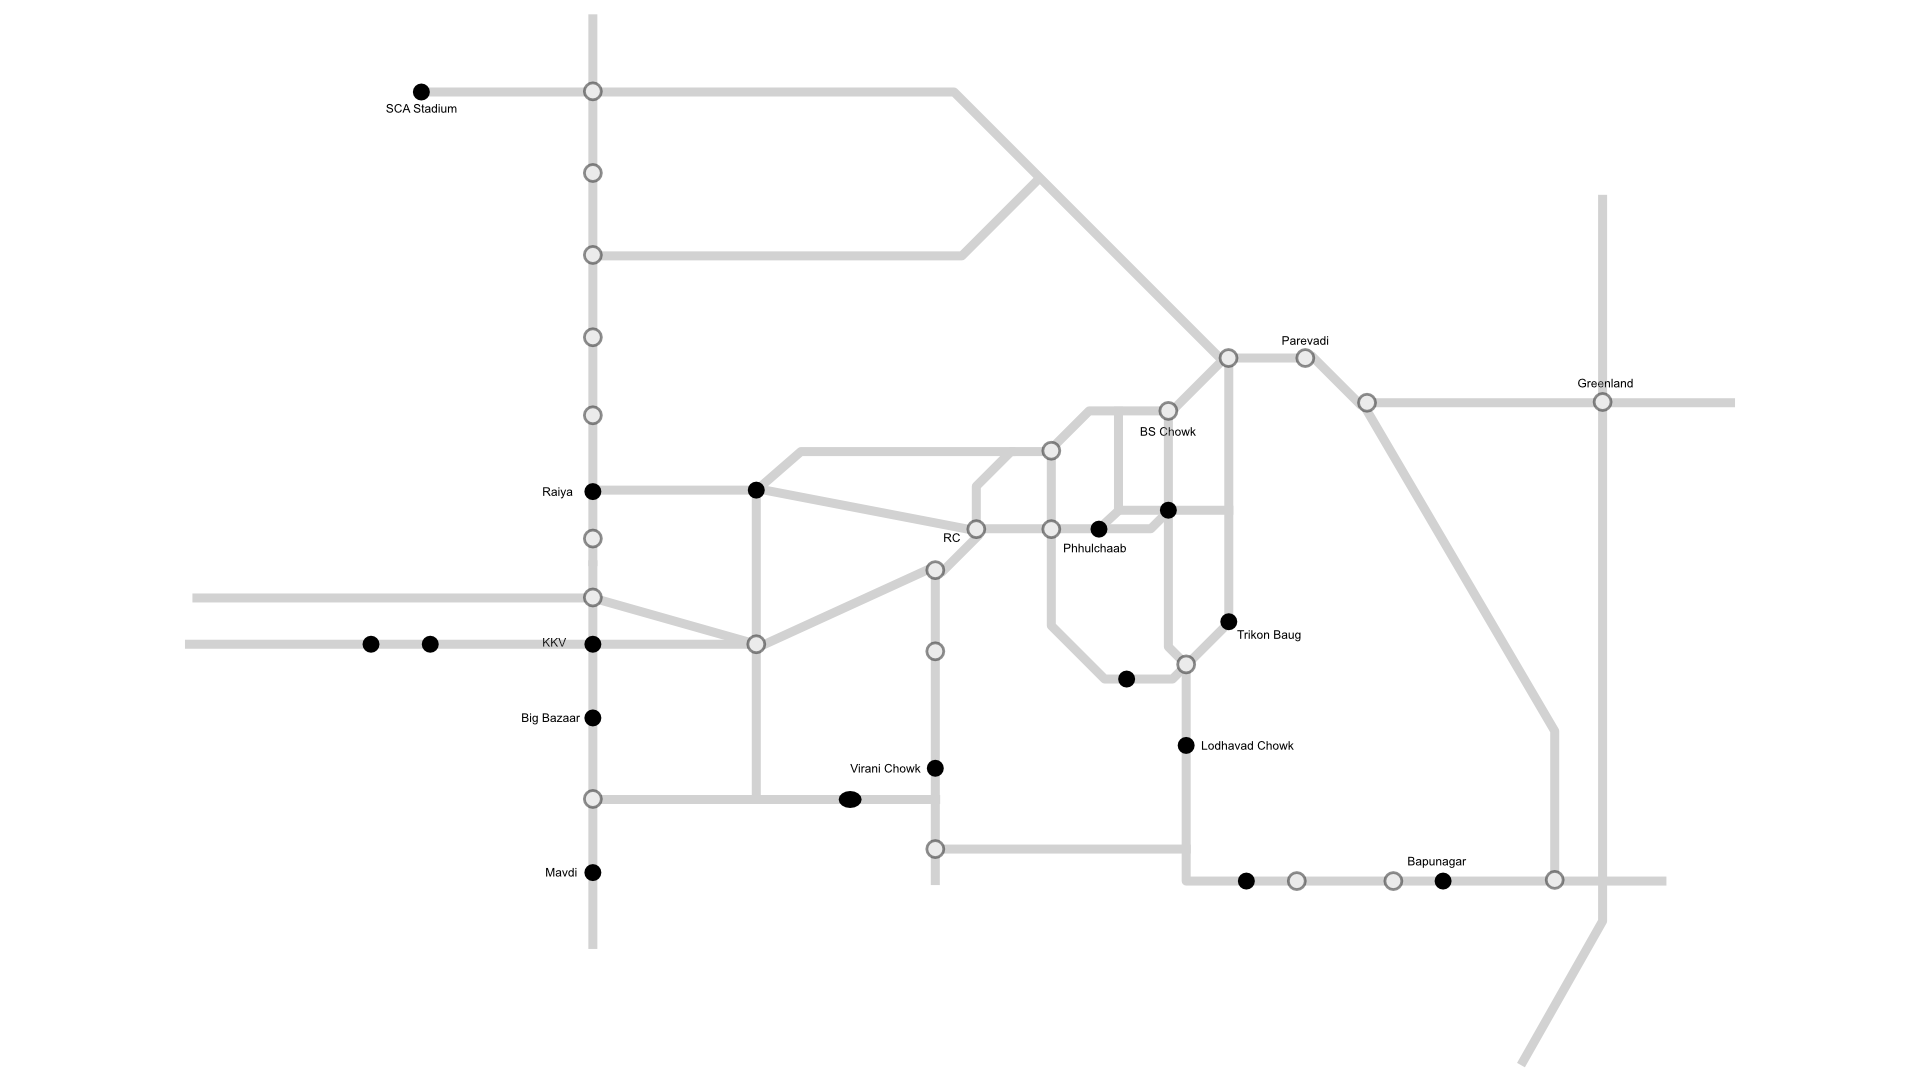 SCA Stadium
Parevadi
Greenland
BS Chowk
Raiya
RC
Phhulchaab
Trikon Baug
KKV
Big Bazaar
Lodhavad Chowk
Virani Chowk
Bapunagar
Mavdi